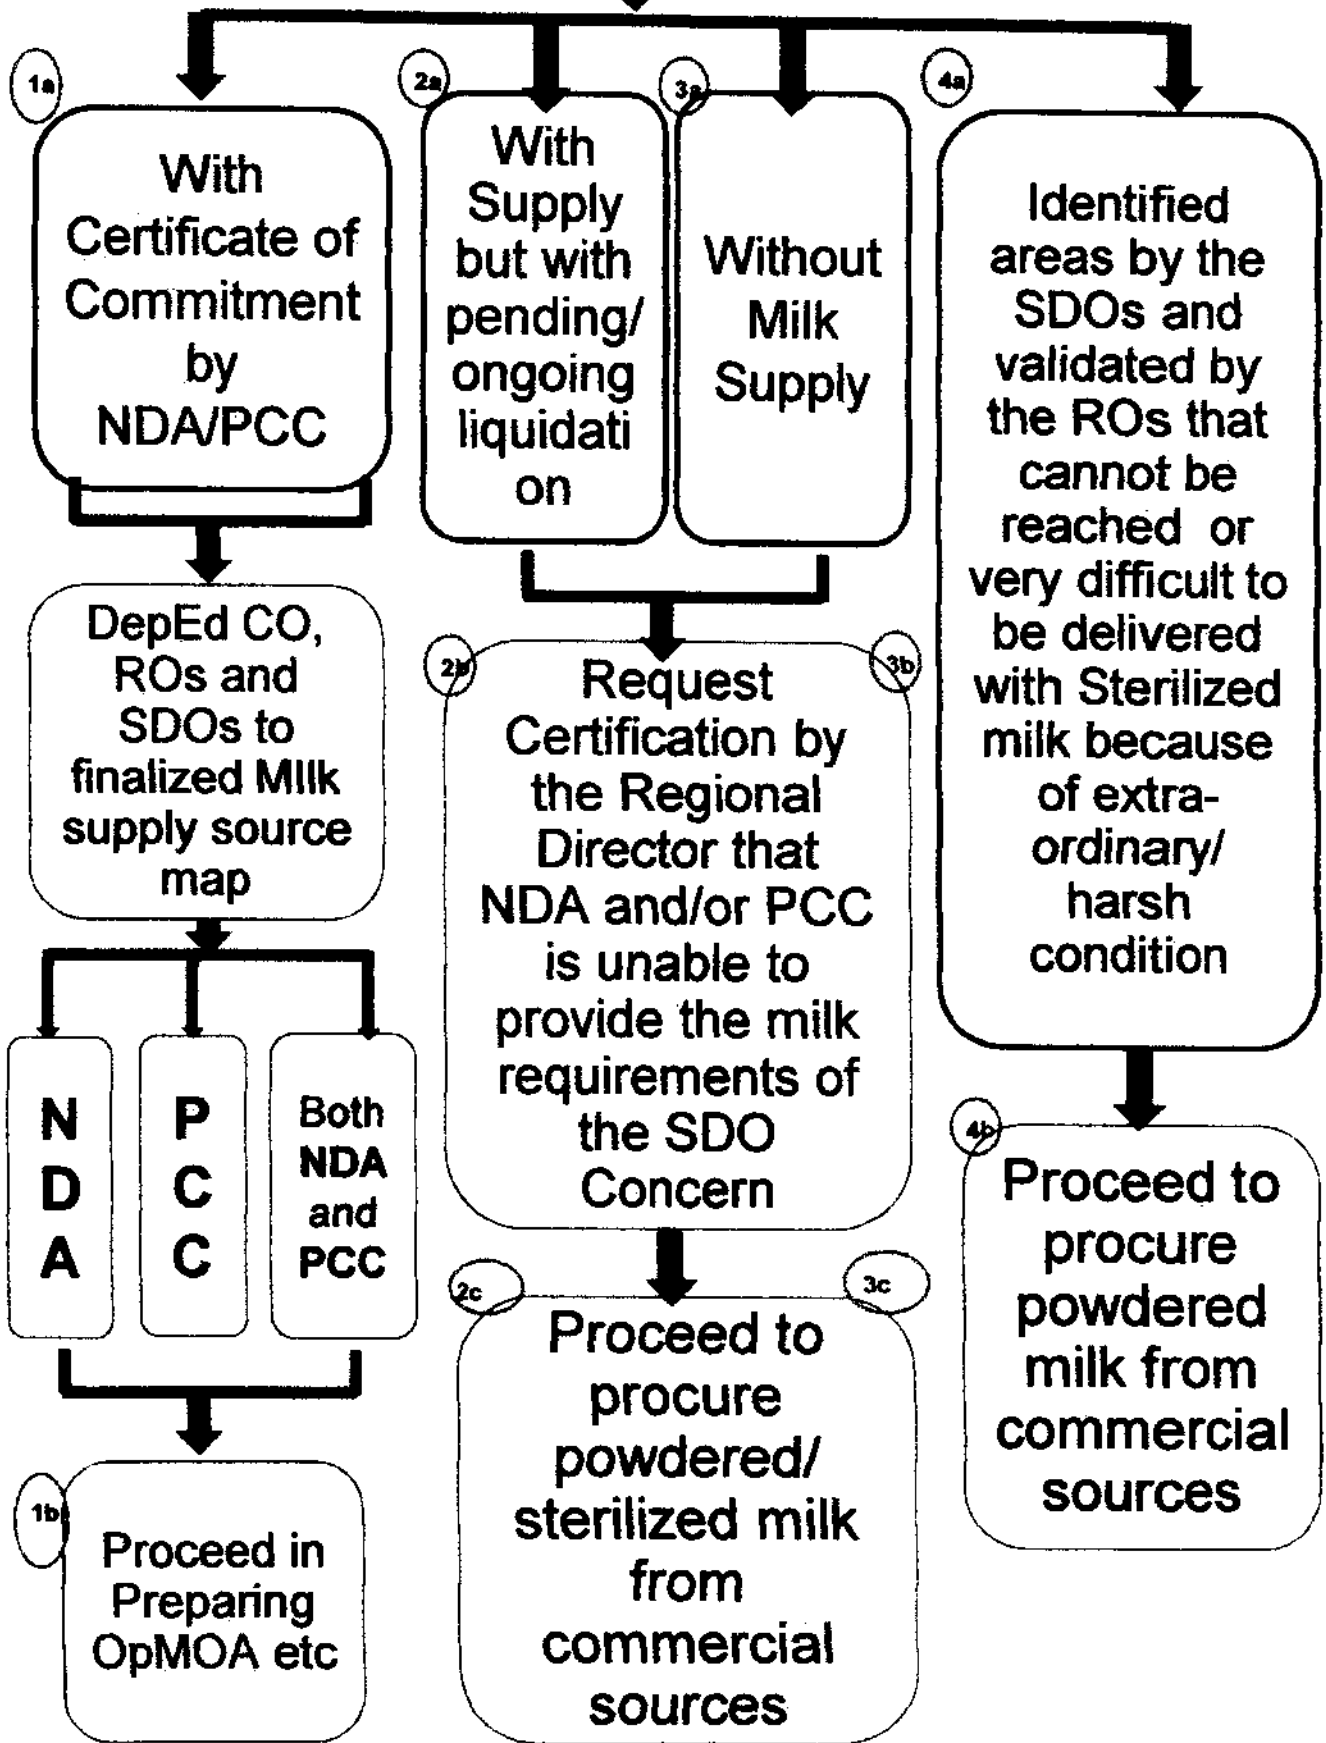 1a
With
Certificate of
Commitment
by
NDA/PCC
DepEd CO,
ROs and
SDOs to
finalized MIlk
supply source
map
N
D
A
P
C
C
Both
NDA
and
PCC
1b
Proceed in
Preparing
OpMOA etc
2a
With
Supply
but with
pending/
ongoing
liquidati
on
3a
Without
Milk
Supply
2b
3b
Request
Certification by
the Regional
Director that
NDA and/or PCC
is unable to
provide the milk
requirements of
the SDO
Concern
2c
3c
Proceed to
procure
powdered/
sterilized milk
from
commercial
sources
4a
Identified
areas by the
SDOs and
validated by
the ROs that
cannot be
reached or
very difficult to
be delivered
with Sterilized
milk because
of extra-
ordinary/
harsh
condition
4b
Proceed to
procure
powdered
milk from
commercial
sources